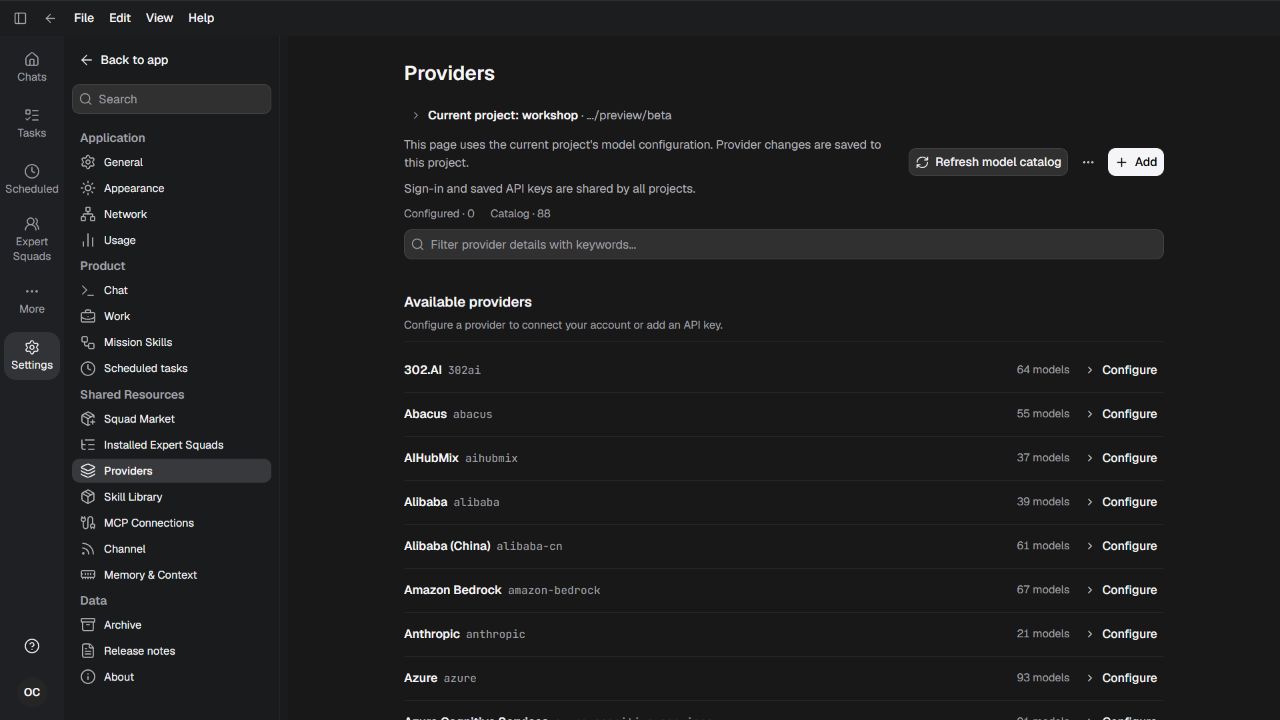 File Edit View Help
Chats
Tasks
Scheduled
Expert
Squads
More
Settings
OC
Back to app
Search
Application
General
Appearance
Network
Usage
Product
Chat
Work
Mission Skills
Scheduled tasks
Shared Resources
Squad Market
Installed Expert Squads
Providers
Skill Library
MCP Connections
Channel
Memory & Context
Data
Archive
Release notes
About
Providers
Current project: workshop · .../preview/beta
This page uses the current project's model configuration. Provider changes are saved to
this project.
Sign-in and saved API keys are shared by all projects.
Refresh model catalog
Add
Configured · 0 Catalog · 88
Filter provider details with keywords...
Available providers
Configure a provider to connect your account or add an API key.
302.AI 302ai 64 models Configure
Abacus abacus 55 models Configure
AIHubMix aihubmix 37 models Configure
Alibaba alibaba 39 models Configure
Alibaba (China) alibaba-cn 61 models Configure
Amazon Bedrock amazon-bedrock 67 models Configure
Anthropic anthropic 21 models Configure
Azure azure 93 models Configure
Azure Cognitive Services